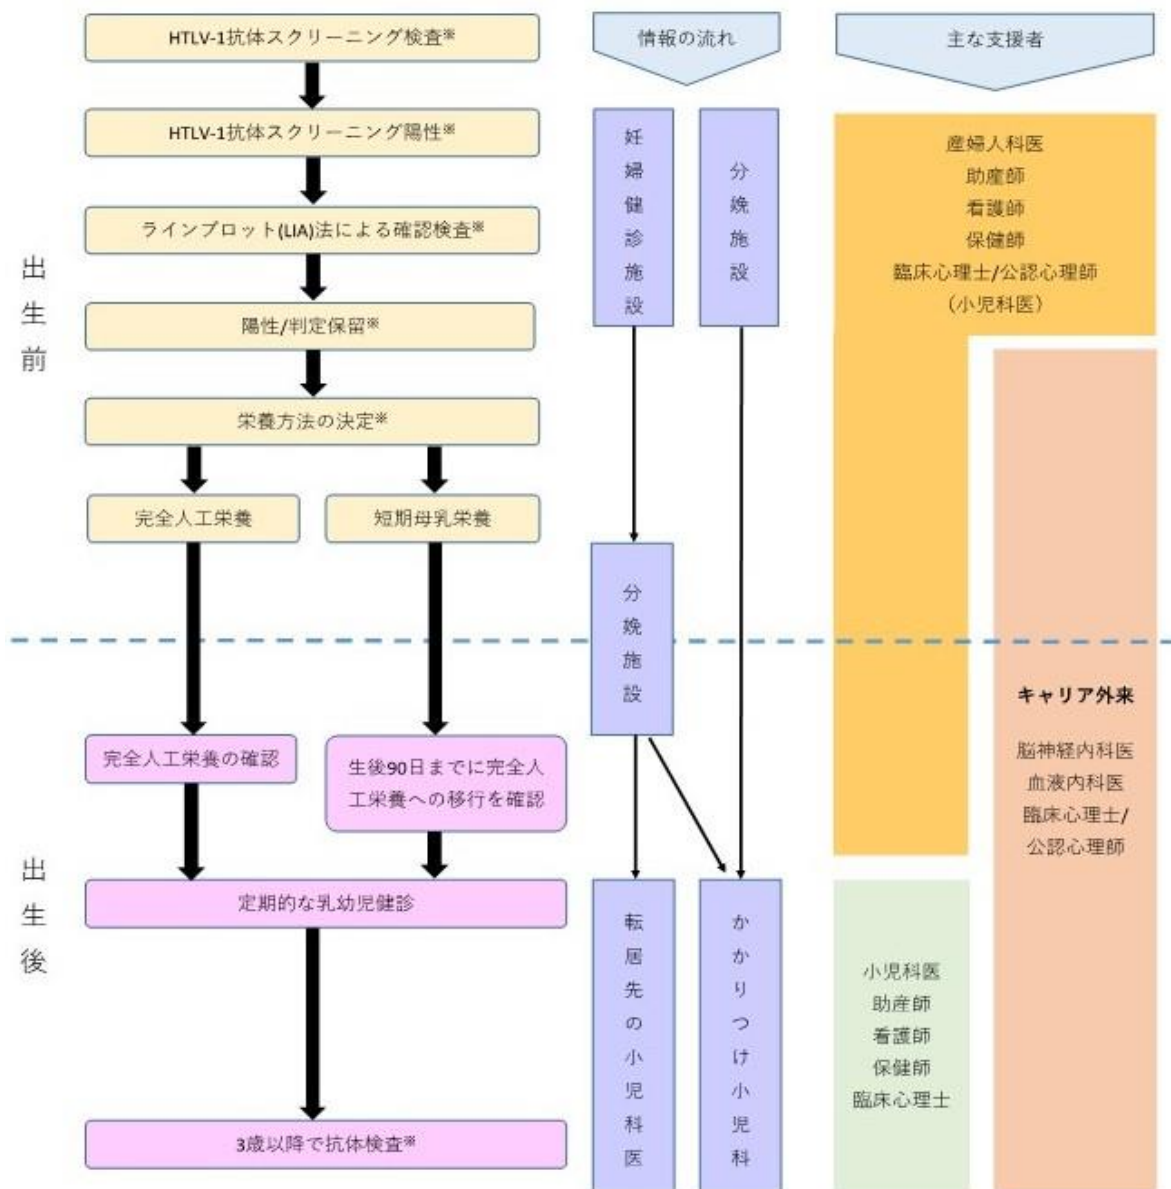 HTLV-1抗体スクリーニング検査※
HTLV-1抗体スクリーニング陽性※
ラインブロット(LIA)法による確認検査※
陽性/判定保留※
栄養方法の決定※
完全人工栄養
短期母乳栄養
出生前
完全人工栄養の確認
生後90日までに完全人
工栄養への移行を確認
定期的な乳幼児健診
3歳以降で抗体検査※
出生後
情報の流れ
妊婦健診施設
分娩施設
分娩施設
転居先の小児科医
かかりつけ小児科
主な支援者
産婦人科医
助産師
看護師
保健師
臨床心理士/公認心理師
（小児科医）
キャリア外来
脳神経内科医
血液内科医
臨床心理士/
公認心理師
小児科医
助産師
看護師
保健師
臨床心理士